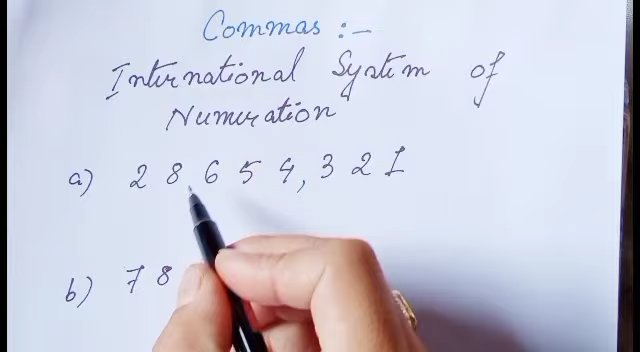 Commas :-
International System of
Numeration
a) 2 8 6 5 4, 3 2 1
b) 7 8